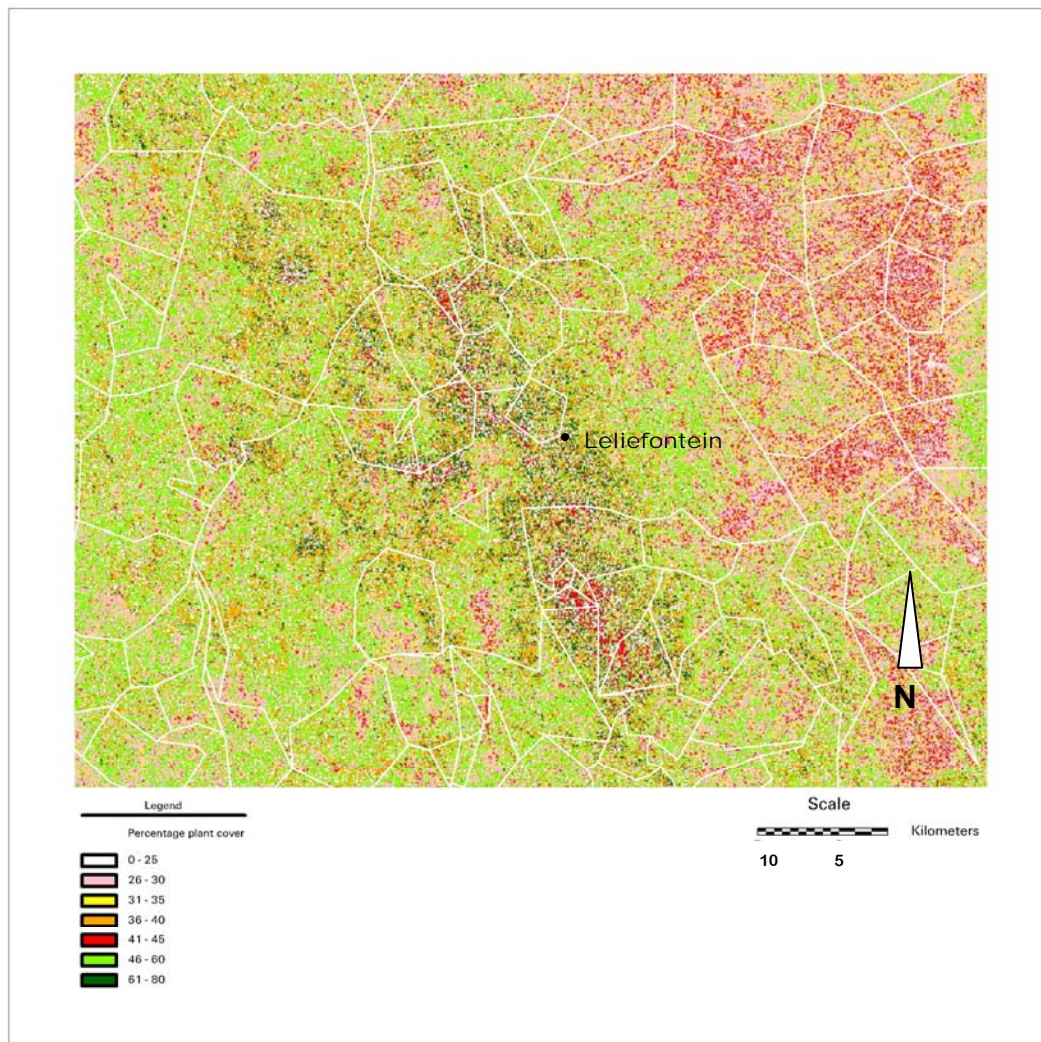 Leliefontein
N
Legend
Percentage plant cover
0 - 25
26 - 30
31 - 35
36 - 40
41 - 45
46 - 60
61 - 80
Scale
Kilometers
10 5